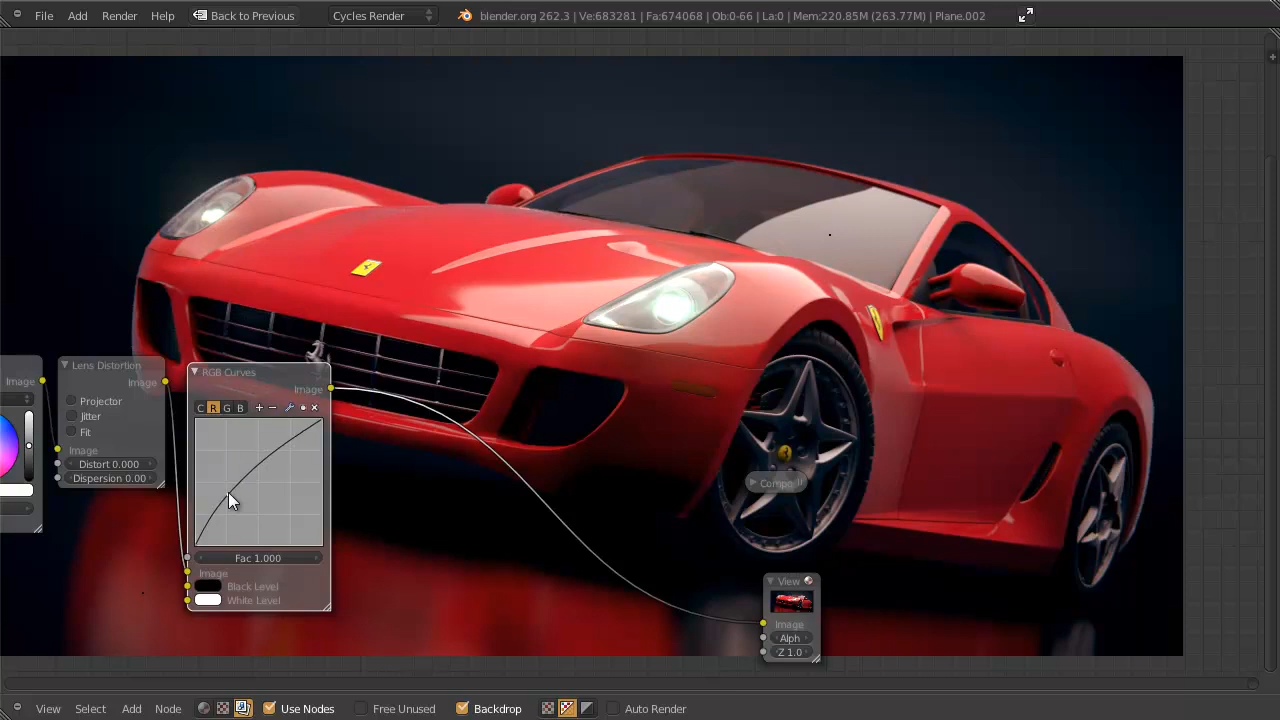 File Add Render Help Back to Previous Cycles Render blender.org 262.3 | Ve:683281 | Fa:674068 | Ob:0-66 | La:0 | Mem:220.85M (263.77M) | Plane.002
Image
Lens Distortion
Image
Projector
Jitter
Fit
Image
Distort 0.000
Dispersion 0.00
RGB Curves
Image
C R G B
Fac 1.000
Image
Black Level
White Level
Compo
View
Image
Alph
Z 1.0
View Select Add Node Use Nodes Free Unused Backdrop Auto Render